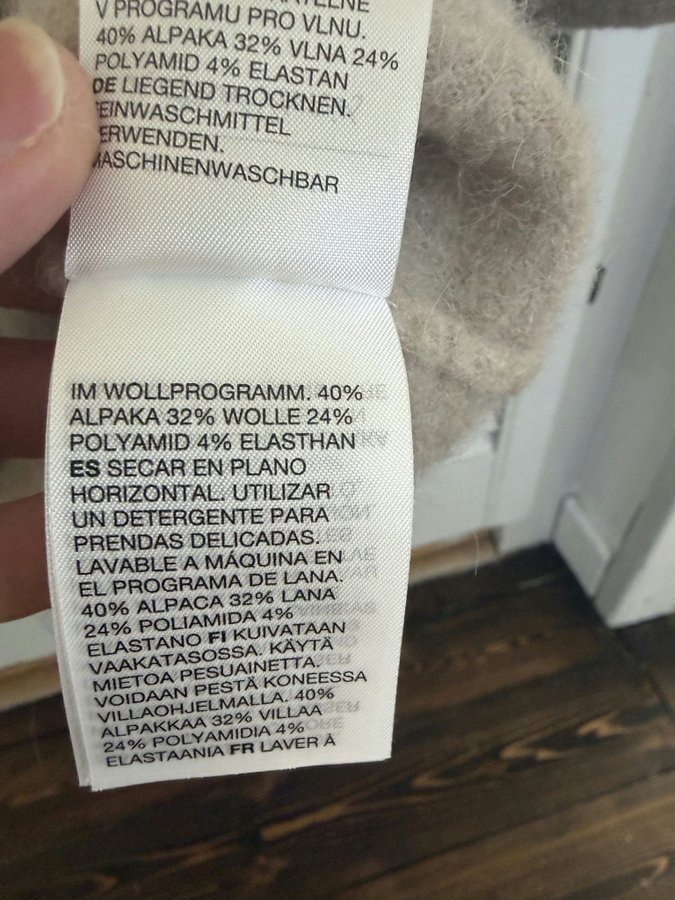 V PROGRAMU PRO VLNU.
40% ALPAKA 32% VLNA 24%
POLYAMID 4% ELASTAN
DE LIEGEND TROCKNEN.
FEINWASCHMITTEL
VERWENDEN.
MASCHINENWASCHBAR
IM WOLLPROGRAMM. 40%
ALPAKA 32% WOLLE 24%
POLYAMID 4% ELASTHAN
ES SECAR EN PLANO
HORIZONTAL. UTILIZAR
UN DETERGENTE PARA
PRENDAS DELICADAS.
LAVABLE A MÁQUINA EN
EL PROGRAMA DE LANA.
40% ALPACA 32% LANA
24% POLIAMIDA 4%
ELASTANO FI KUIVATAAN
VAAKATASOSSA. KÄYTÄ
MIETOA PESUAINETTA.
VOIDAAN PESTÄ KONEESSA
VILLAOHJELMALLA. 40%
ALPAKKAA 32% VILLAA
24% POLYAMIDIA 4%
ELASTAANIA FR LAVER À